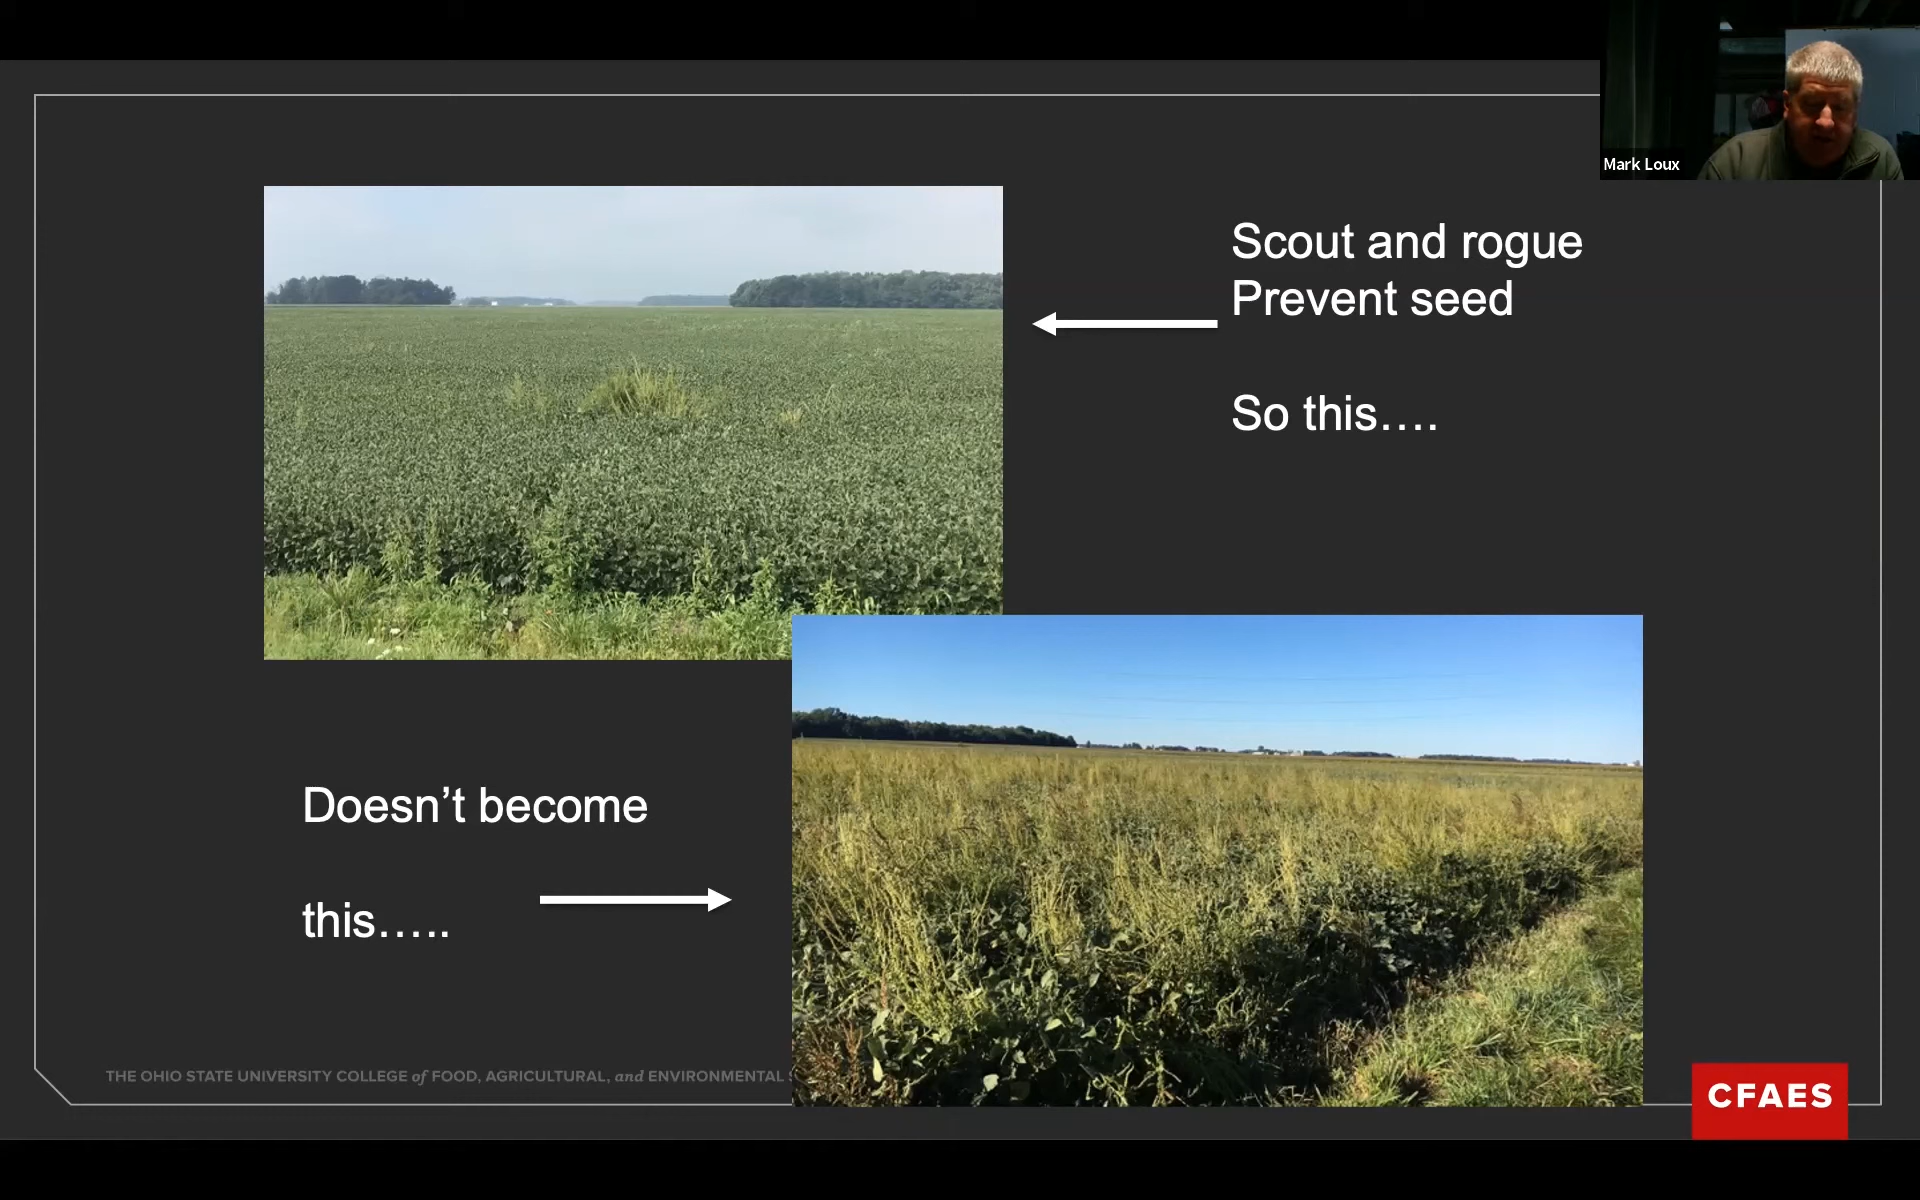 Mark Loux
Scout and rogue
Prevent seed
So this….
Doesn’t become
this…..
THE OHIO STATE UNIVERSITY COLLEGE of FOOD, AGRICULTURAL, and ENVIRONMENTAL
CFAES